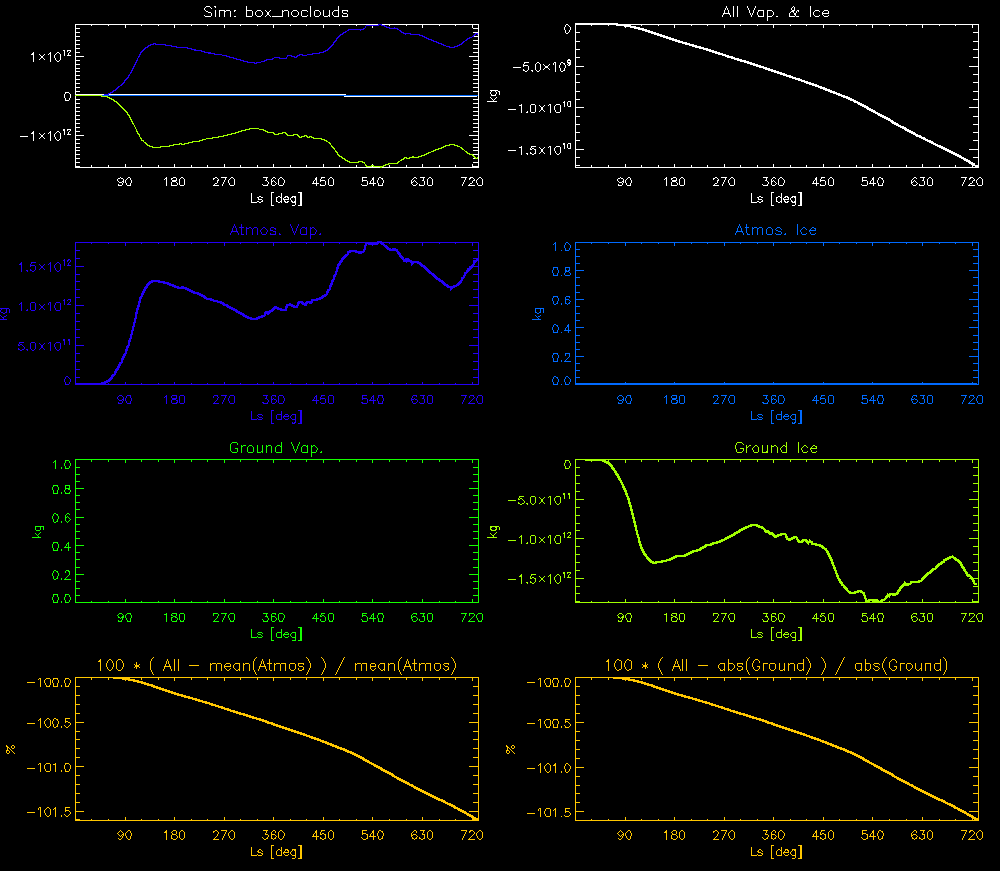 Sim: box_noclouds
1×10¹²
0
−1×10¹²
90 180 270 360 450 540 630 720
Ls [deg]
All Vap. & Ice
0
−5.0×10⁹
−1.0×10¹⁰
−1.5×10¹⁰
kg
90 180 270 360 450 540 630 720
Ls [deg]
Atmos. Vap.
1.5×10¹²
1.0×10¹²
5.0×10¹¹
0
kg
90 180 270 360 450 540 630 720
Ls [deg]
Atmos. Ice
1.0
0.8
0.6
0.4
0.2
0.0
kg
90 180 270 360 450 540 630 720
Ls [deg]
Ground Vap.
1.0
0.8
0.6
0.4
0.2
0.0
kg
90 180 270 360 450 540 630 720
Ls [deg]
Ground Ice
0
−5.0×10¹¹
−1.0×10¹²
−1.5×10¹²
kg
90 180 270 360 450 540 630 720
Ls [deg]
100 * ( All − mean(Atmos) ) / mean(Atmos)
−100.0
−100.5
−101.0
−101.5
%
90 180 270 360 450 540 630 720
Ls [deg]
100 * ( All − abs(Ground) ) / abs(Ground)
−100.0
−100.5
−101.0
−101.5
%
90 180 270 360 450 540 630 720
Ls [deg]